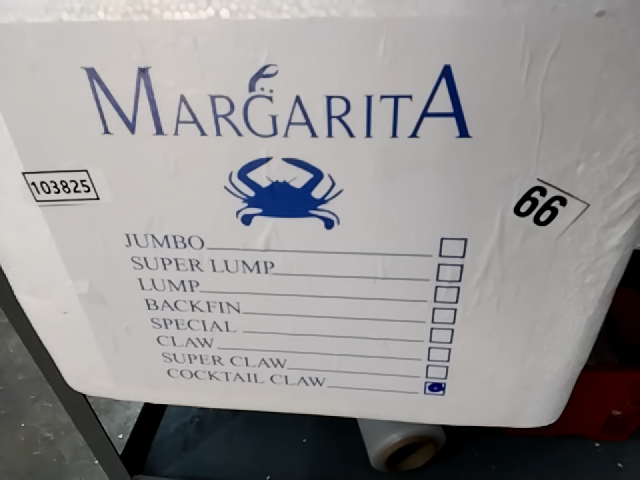 MARGARITA
103825
66
JUMBO
SUPER LUMP
LUMP
BACKFIN
SPECIAL
CLAW
SUPER CLAW
COCKTAIL CLAW